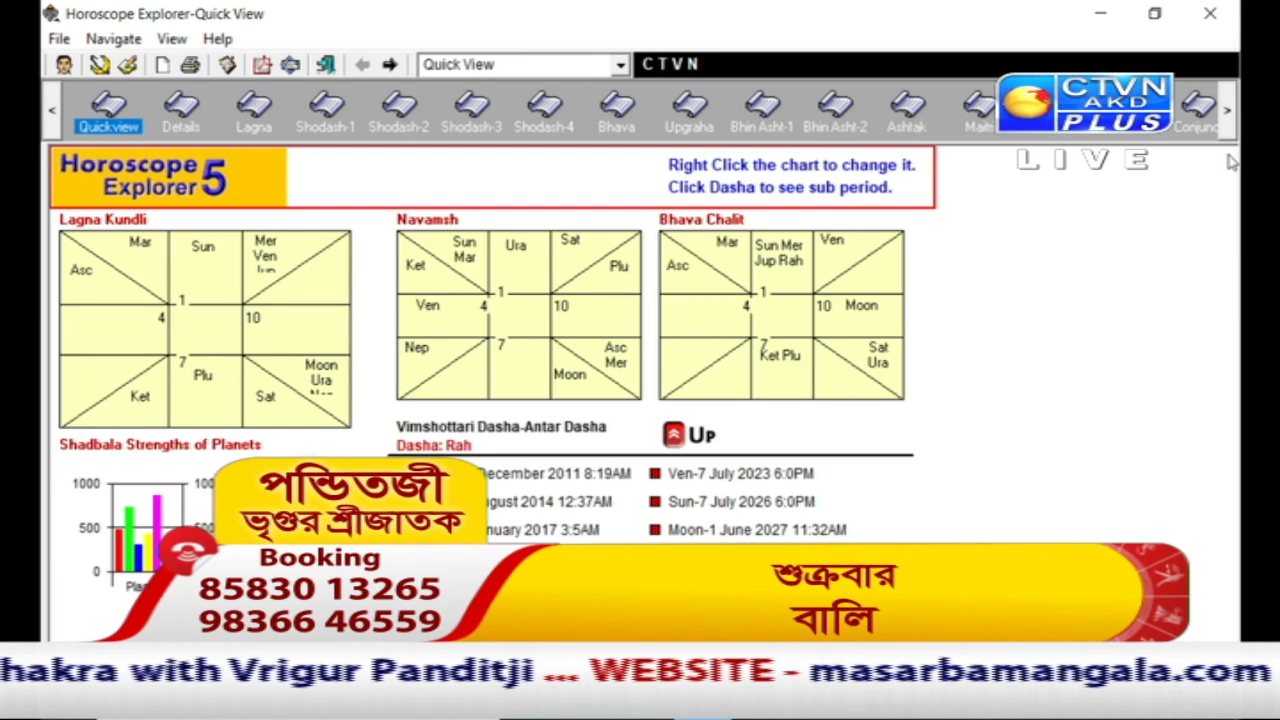 Horoscope Explorer-Quick View
File Navigate View Help
Quick View
CTVN
Quickview Details Lagna Shodash-1 Shodash-2 Shodash-3 Shodash-4 Bhava Upgraha Bhin Asht-1 Bhin Asht-2 Ashtak
CTVN
AKD
PLUS
LIVE
Horoscope
Explorer 5
Right Click the chart to change it.
Click Dasha to see sub period.
Lagna Kundli
Mar
Sun
Mer
Ven
Asc
1
4
10
7
Plu
Moon
Ura
Ket
Sat
Navamsh
Sun
Mar
Ura
Sat
Ket
Plu
1
Ven
4
10
Nep
7
Asc
Mer
Moon
Bhava Chalit
Mar
Sun Mer
Jup Rah
Ven
Asc
1
4
10
Moon
7
Ket Plu
Sat
Ura
Shadbala Strengths of Planets
1000
500
0
Vimshottari Dasha-Antar Dasha
Dasha: Rah
UP
December 2011 8:19AM
Ven-7 July 2023 6:0PM
2014 12:37AM
Sun-7 July 2026 6:0PM
2017 3:5AM
Moon-1 June 2027 11:32AM
পন্ডিতজী
ভৃগুর শ্রীজাতক
Booking
85830 13265
98366 46559
শুক্রবার
বালি
with Vrigur Panditji ... WEBSITE - masarbamangala.com